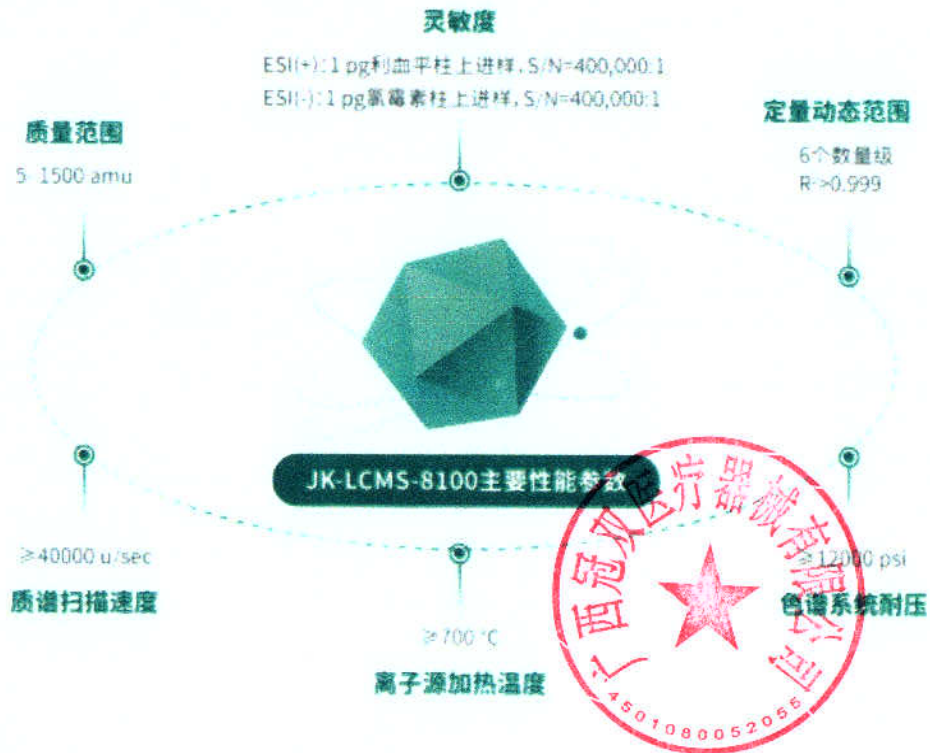 灵敏度
ESI(+):1 pg利血平柱上进样,S/N=400,000:1
ESI(-):1 pg氯霉素柱上进样,S/N=400,000:1
质量范围
5-1500 amu
定量动态范围
6个数量级
R²>0.999
JK-LCMS-8100主要性能参数
≥40000 u/sec
质谱扫描速度
≥12000 psi
色谱系统耐压
≥700 °C
离子源加热温度
广西冠双医疗器械有限公司
4501080052055